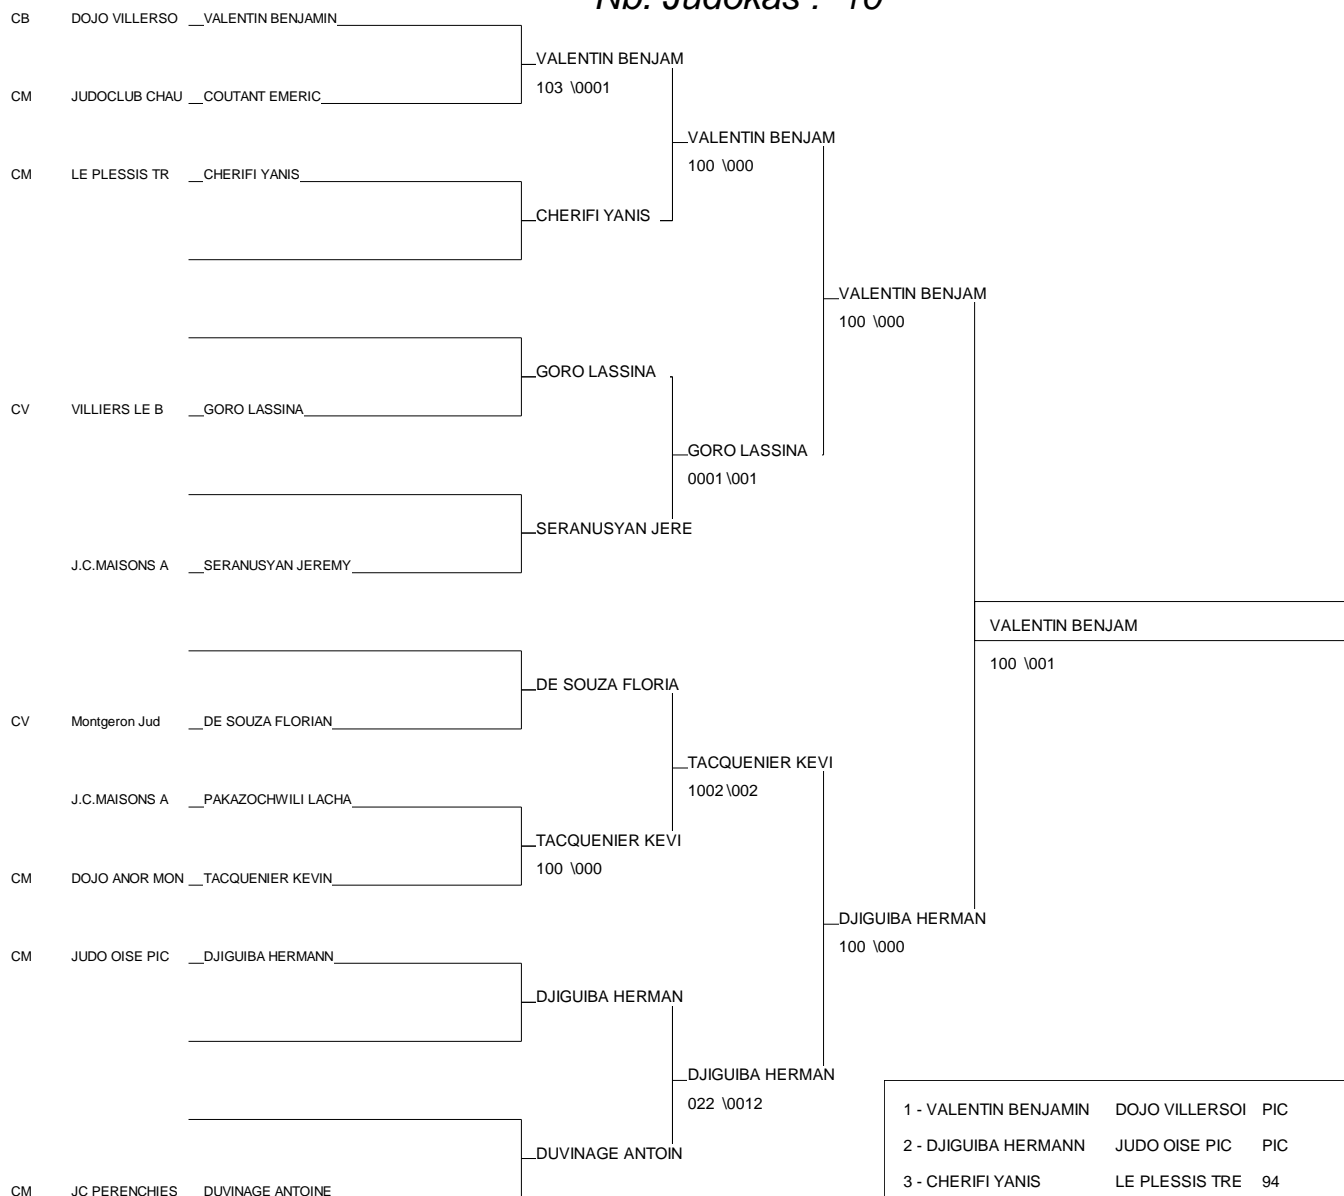 Nb. Judokas : 10
CB DOJO VILLERSO VALENTIN BENJAMIN
VALENTIN BENJAM
103 \0001
CM JUDOCLUB CHAU COUTANT EMERIC
VALENTIN BENJAM
100 \000
CM LE PLESSIS TR CHERIFI YANIS
CHERIFI YANIS
VALENTIN BENJAM
100 \000
GORO LASSINA
CV VILLIERS LE B GORO LASSINA
GORO LASSINA
0001 \001
SERANUSYAN JERE
J.C.MAISONS A SERANUSYAN JEREMY
VALENTIN BENJAM
100 \001
DE SOUZA FLORIA
CV Montgeron Jud DE SOUZA FLORIAN
TACQUENIER KEVI
1002 \002
J.C.MAISONS A PAKAZOCHWILI LACHA
TACQUENIER KEVI
100 \000
CM DOJO ANOR MON TACQUENIER KEVIN
DJIGUIBA HERMAN
100 \000
CM JUDO OISE PIC DJIGUIBA HERMANN
DJIGUIBA HERMAN
DJIGUIBA HERMAN
022 \0012
1 - VALENTIN BENJAMIN DOJO VILLERSOI PIC
2 - DJIGUIBA HERMANN JUDO OISE PIC PIC
DUVINAGE ANTOIN
3 - CHERIFI YANIS LE PLESSIS TRE 94
CM JC PERENCHIES DUVINAGE ANTOINE